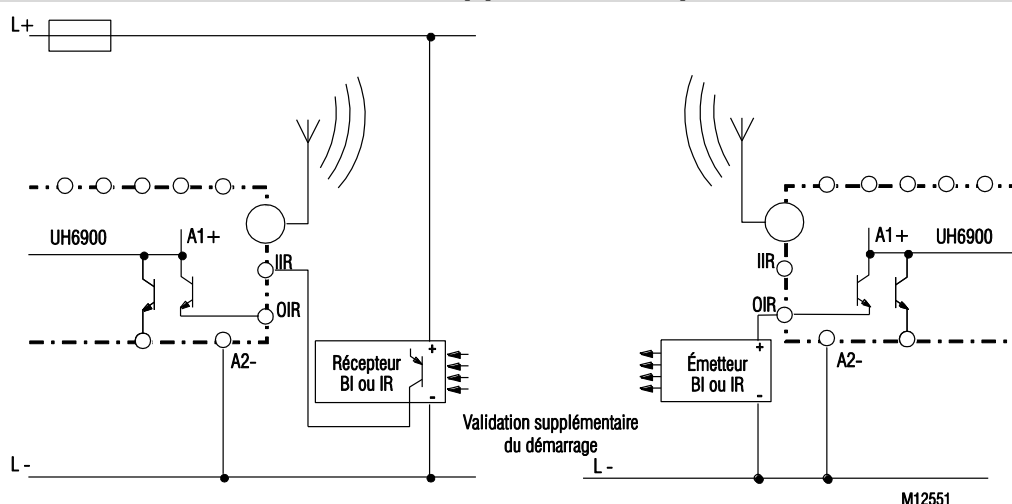 L+
UH6900
A1+
IIR
OIR
A2-
Récepteur
BI ou IR
+
-
L -
Validation supplémentaire
du démarrage
A1+
UH6900
IIR
OIR
A2-
Émetteur
BI ou IR
+
-
L -
M12551